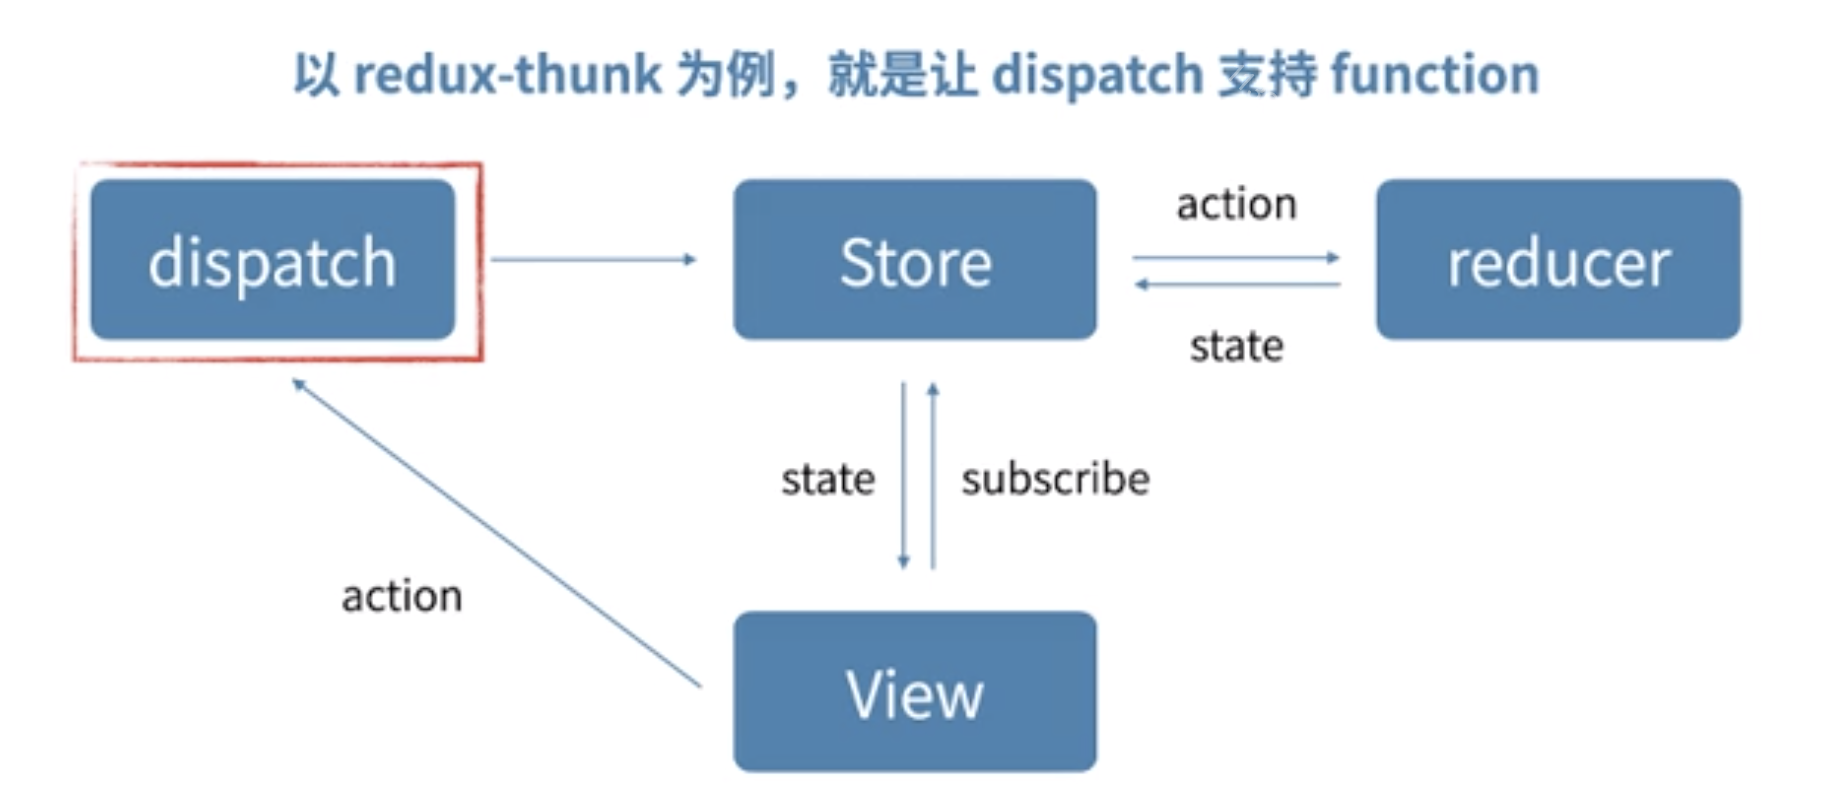 以 redux-thunk 为例，就是让 dispatch 支持 function
dispatch
Store
action
reducer
state
state
subscribe
action
View